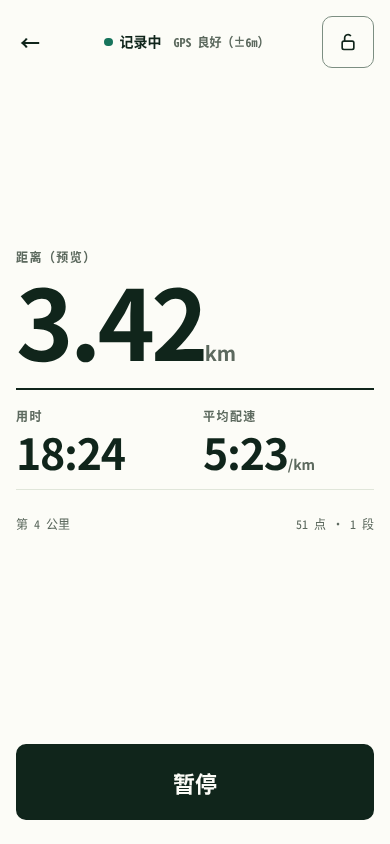 记录中 GPS 良好（±6m）
距离（预览）
3.42km
用时 平均配速
18:24 5:23/km
第 4 公里 51 点 · 1 段
暂停